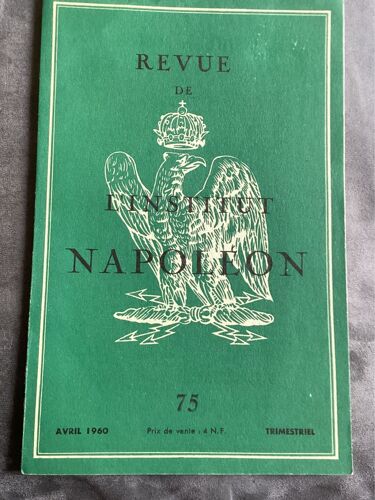 REVUE
DE
L'INSTITUT
NAPOLÉON
75
AVRIL 1960 Prix de vente : 4 N.F. TRIMESTRIEL